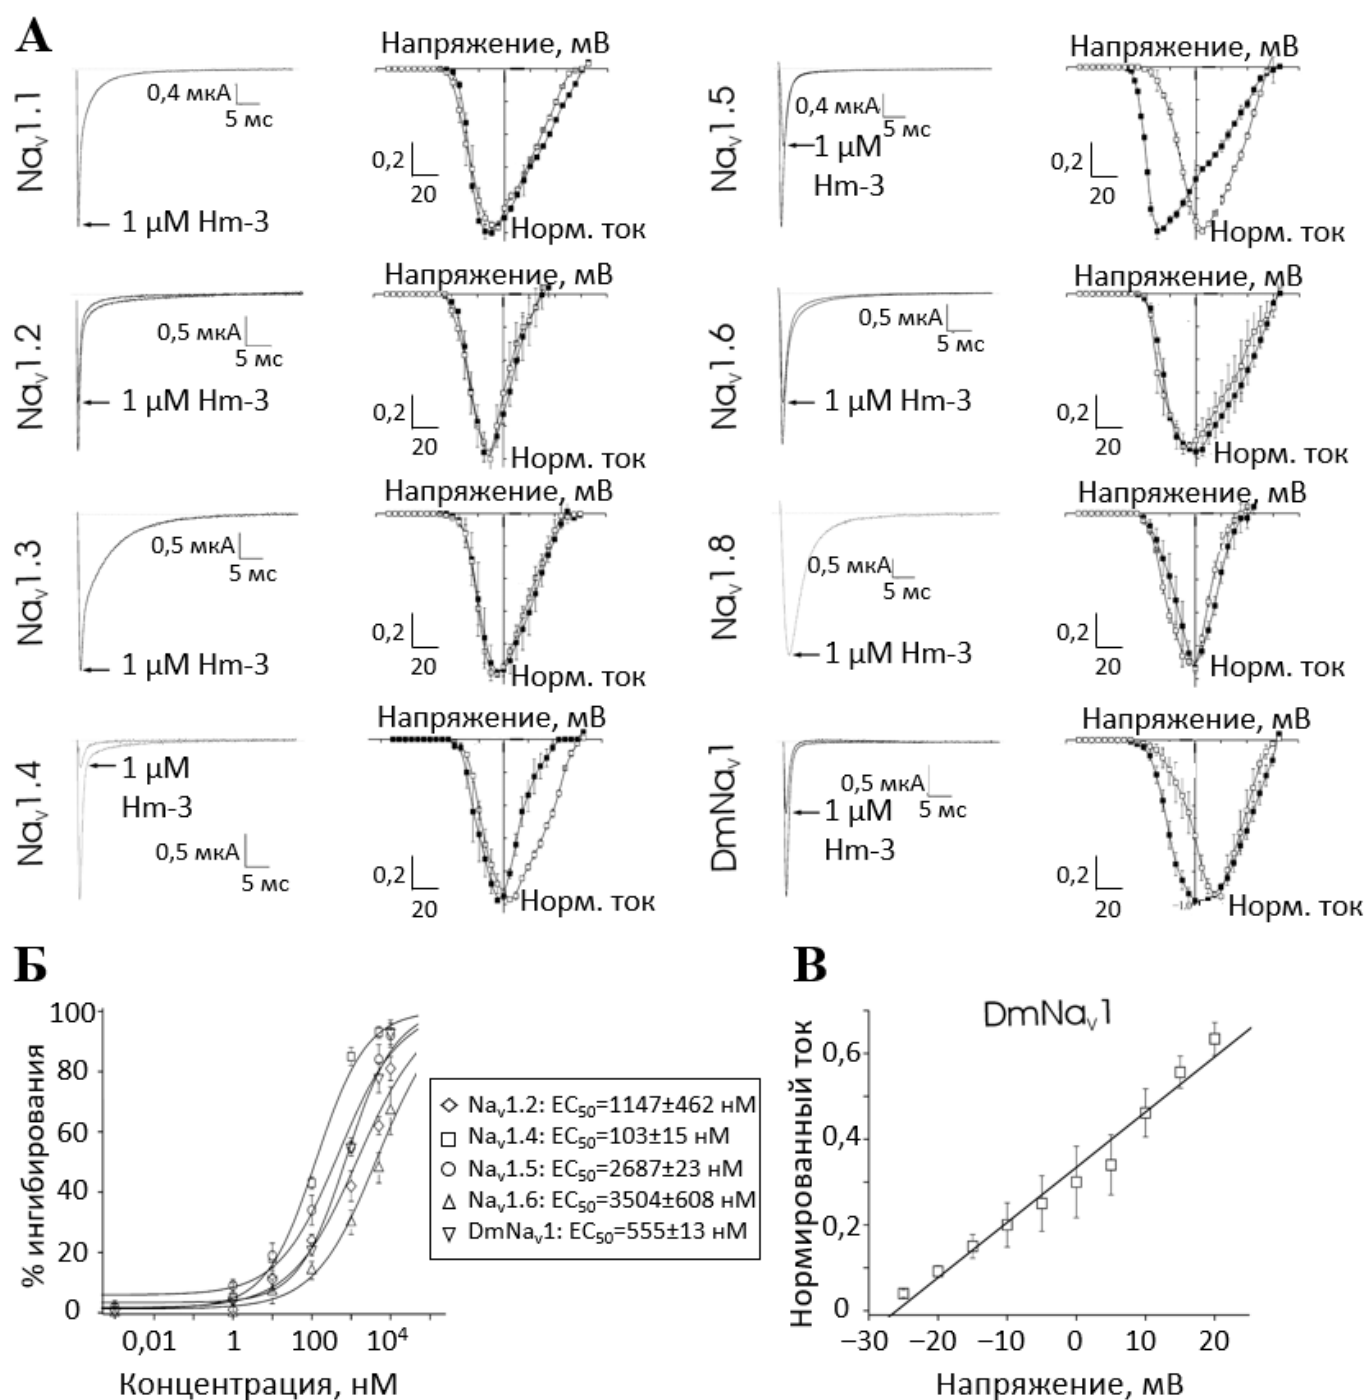 А
Напряжение, мВ
Nav1.1
0,4 мкА
5 мс
1 μM Hm-3
0,2
20
Норм. ток
Напряжение, мВ
Nav1.5
0,4 мкА
5 мс
1 μM
Hm-3
0,2
20
Норм. ток
Напряжение, мВ
Nav1.2
0,5 мкА
5 мс
1 μM Hm-3
0,2
20
Норм. ток
Напряжение, мВ
Nav1.6
0,5 мкА
5 мс
1 μM Hm-3
0,2
20
Норм. ток
Напряжение, мВ
Nav1.3
0,5 мкА
5 мс
1 μM Hm-3
0,2
20
Норм. ток
Напряжение, мВ
Nav1.8
0,5 мкА
5 мс
1 μM Hm-3
0,2
20
Норм. ток
Напряжение, мВ
Nav1.4
1 μM
Hm-3
0,5 мкА
5 мс
0,2
20
Норм. ток
Напряжение, мВ
DmNav1
0,5 мкА
5 мс
1 μM
Hm-3
0,2
20
−1,0
Норм. ток
Б
% ингибирования
100
80
60
40
20
0
0,01 1 100 10⁴
Концентрация, нМ
Nav1.2: EC50=1147±462 нМ
Nav1.4: EC50=103±15 нМ
Nav1.5: EC50=2687±23 нМ
Nav1.6: EC50=3504±608 нМ
DmNav1: EC50=555±13 нМ
В
DmNav1
Нормированный ток
0,6
0,4
0,2
0
−30 −20 −10 0 10 20
Напряжение, мВ